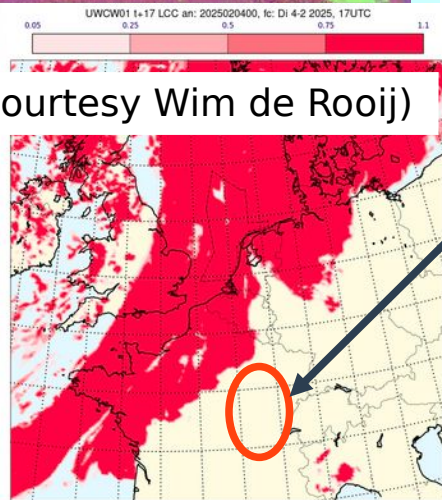 UWCW01 t+17 LCC an: 2025020400, fc: Di 4-2 2025, 17UTC
0.05 0.25 0.5 0.75 1.1
ourtesy Wim de Rooij)